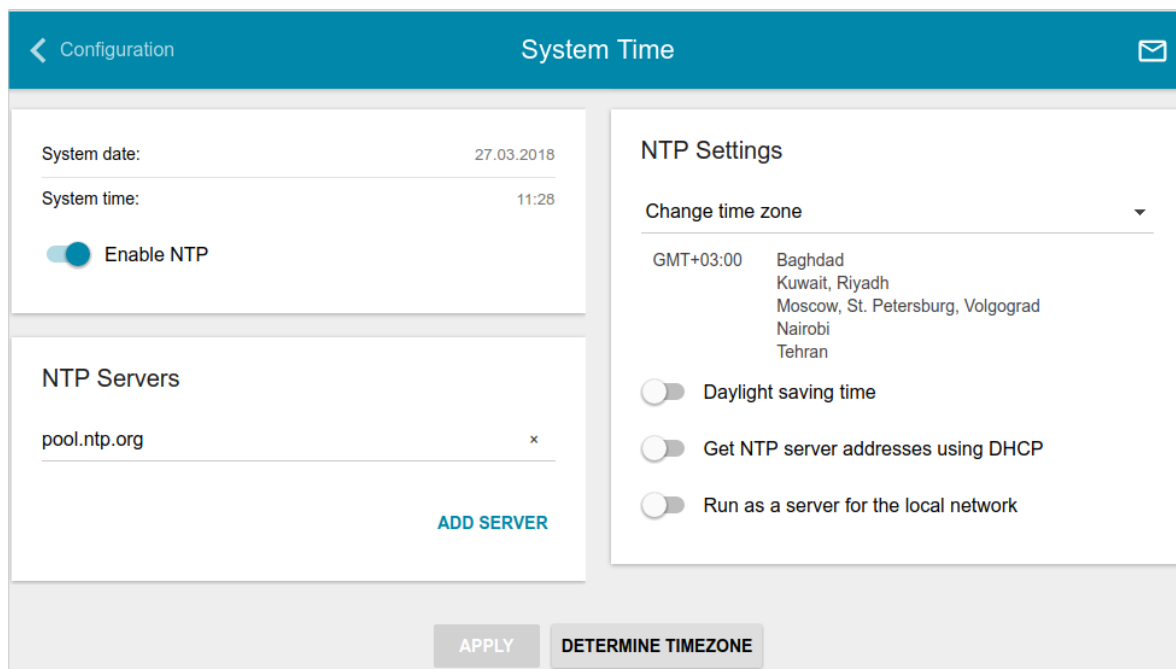 Configuration
System Time
System date:
27.03.2018
System time:
11:28
Enable NTP
NTP Servers
pool.ntp.org
×
ADD SERVER
NTP Settings
Change time zone
GMT+03:00 Baghdad
Kuwait, Riyadh
Moscow, St. Petersburg, Volgograd
Nairobi
Tehran
Daylight saving time
Get NTP server addresses using DHCP
Run as a server for the local network
APPLY
DETERMINE TIMEZONE